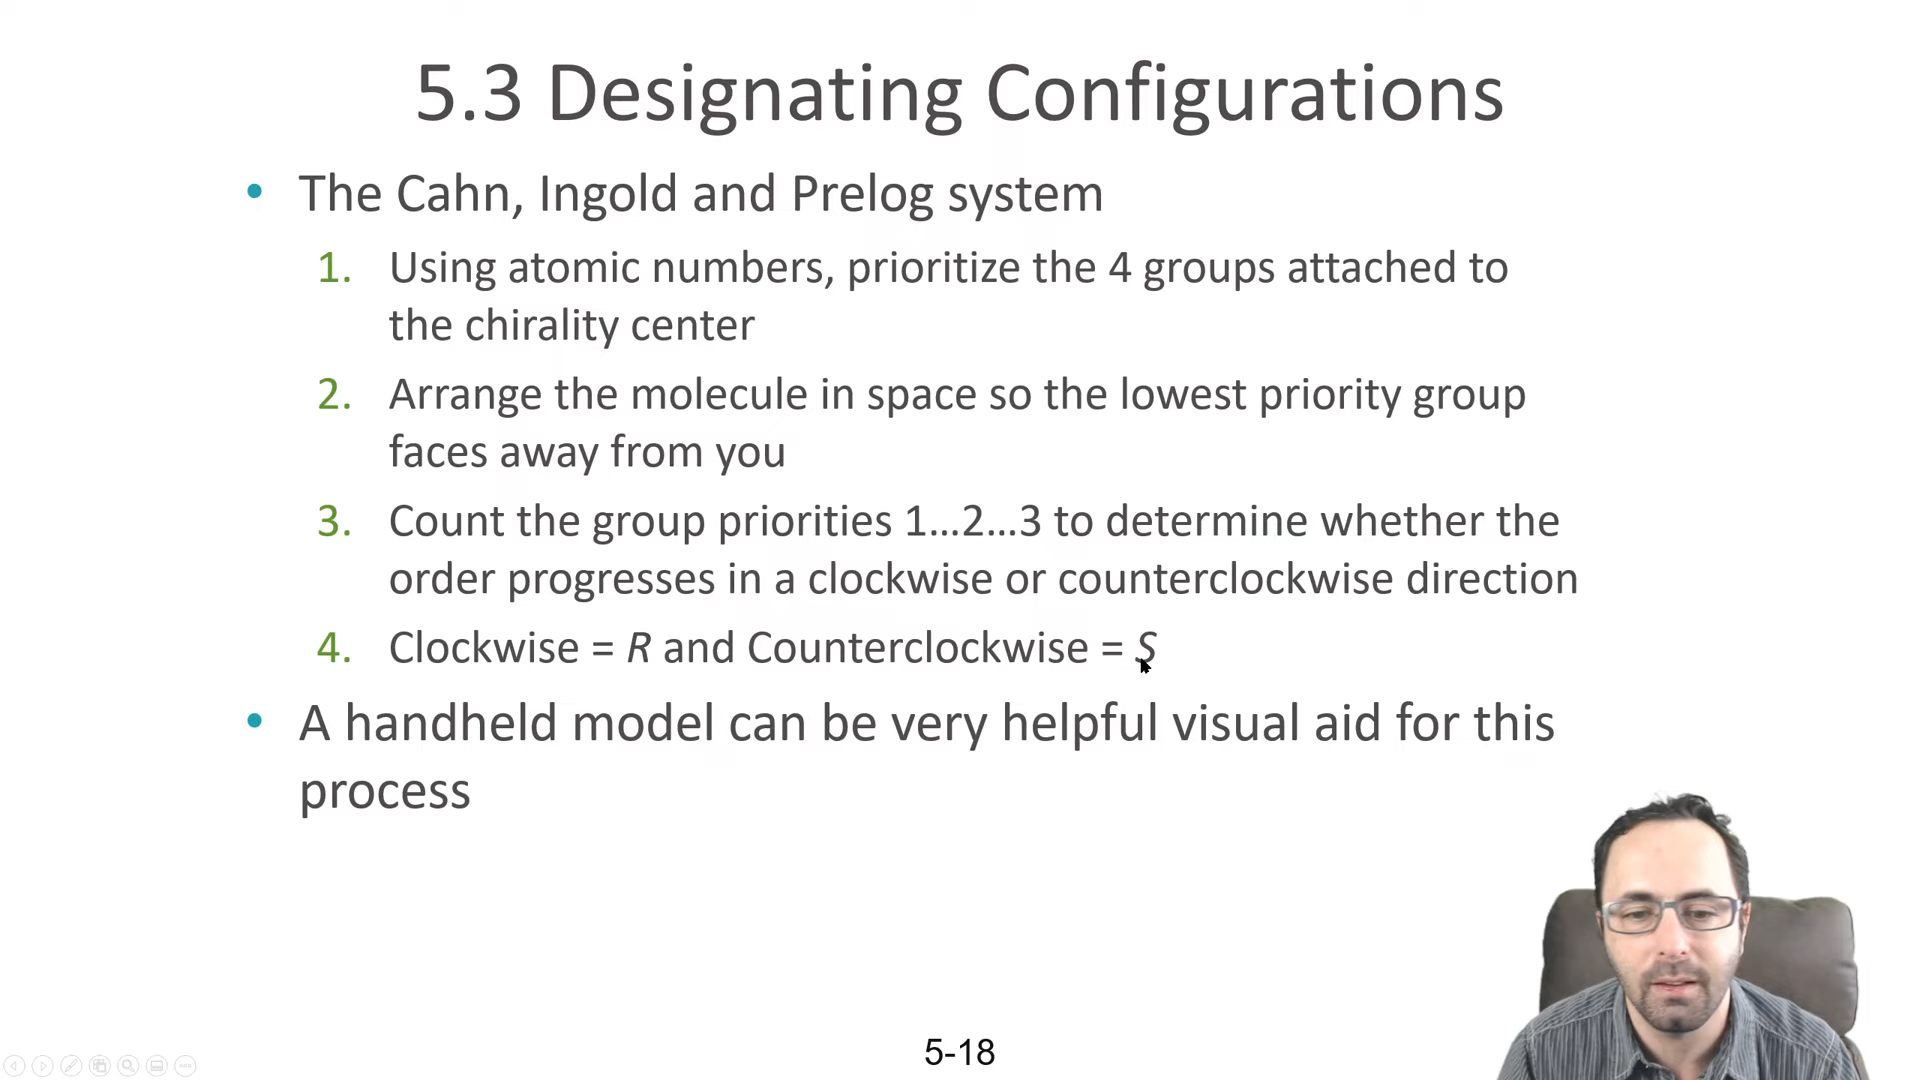 5.3 Designating Configurations
• The Cahn, Ingold and Prelog system
1. Using atomic numbers, prioritize the 4 groups attached to
the chirality center
2. Arrange the molecule in space so the lowest priority group
faces away from you
3. Count the group priorities 1…2…3 to determine whether the
order progresses in a clockwise or counterclockwise direction
4. Clockwise = R and Counterclockwise = S
• A handheld model can be very helpful visual aid for this
process
5-18